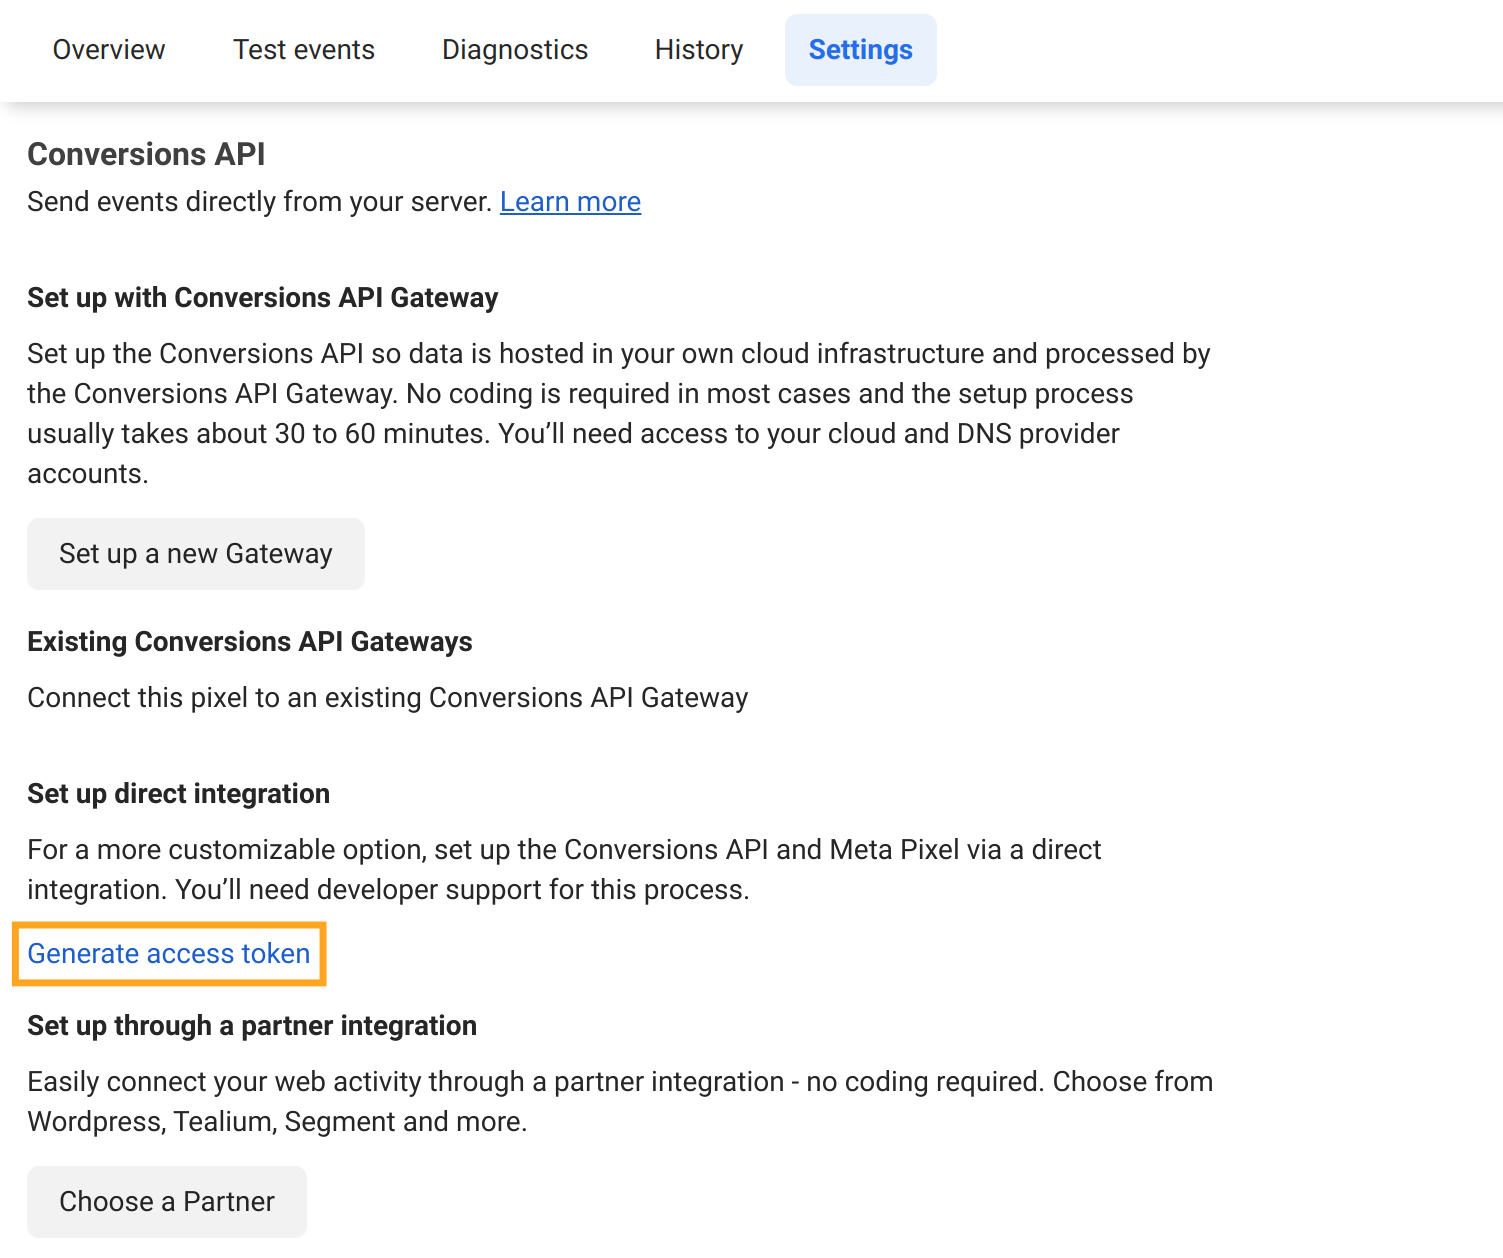 Overview Test events Diagnostics History Settings
Conversions API
Send events directly from your server. Learn more
Set up with Conversions API Gateway
Set up the Conversions API so data is hosted in your own cloud infrastructure and processed by
the Conversions API Gateway. No coding is required in most cases and the setup process
usually takes about 30 to 60 minutes. You’ll need access to your cloud and DNS provider
accounts.
Set up a new Gateway
Existing Conversions API Gateways
Connect this pixel to an existing Conversions API Gateway
Set up direct integration
For a more customizable option, set up the Conversions API and Meta Pixel via a direct
integration. You’ll need developer support for this process.
Generate access token
Set up through a partner integration
Easily connect your web activity through a partner integration - no coding required. Choose from
Wordpress, Tealium, Segment and more.
Choose a Partner